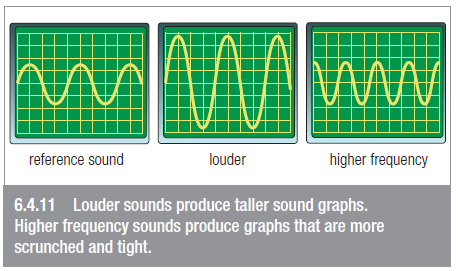 reference sound
louder
higher frequency
6.4.11 Louder sounds produce taller sound graphs.
Higher frequency sounds produce graphs that are more
scrunched and tight.